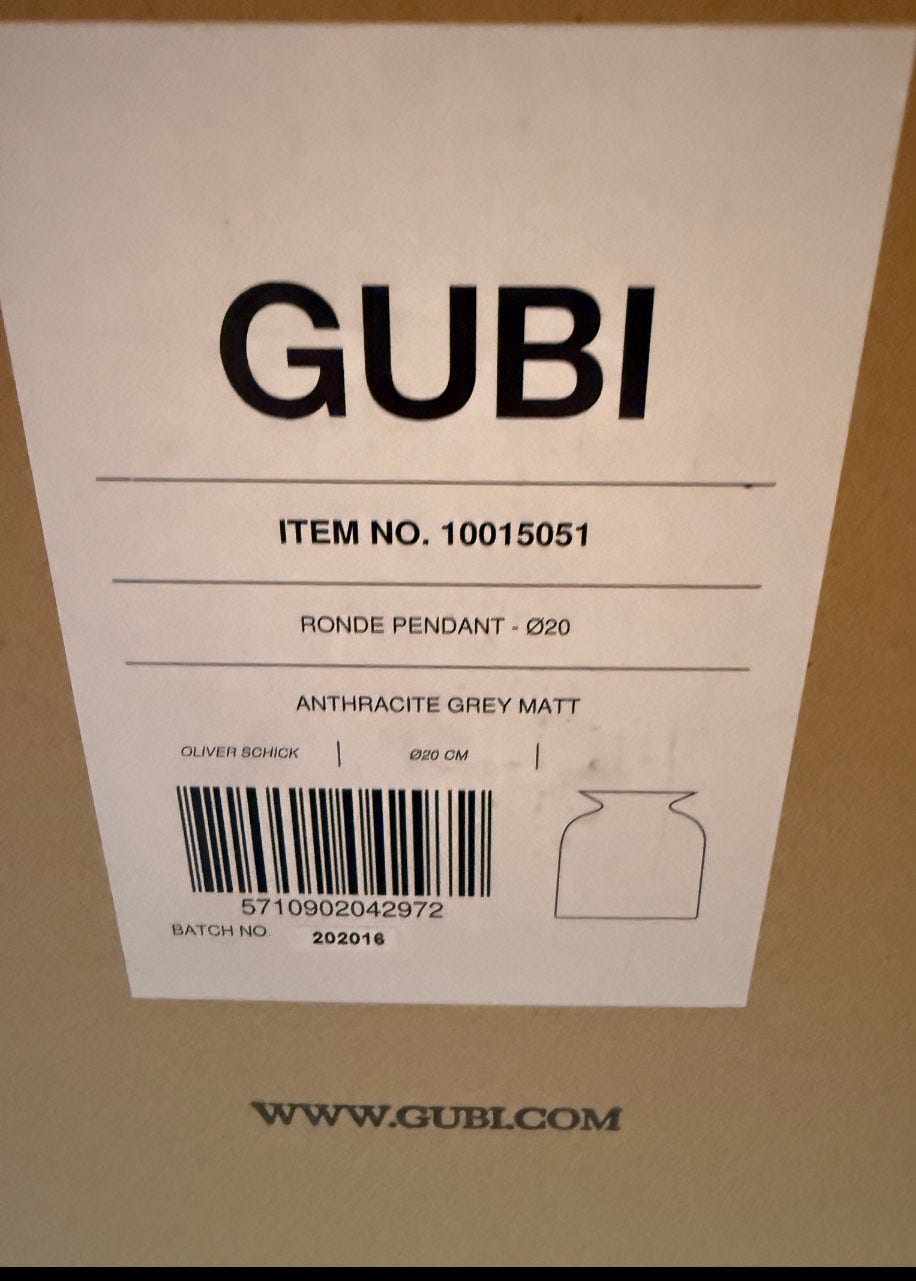 GUBI
ITEM NO. 10015051
RONDE PENDANT - Ø20
ANTHRACITE GREY MATT
OLIVER SCHICK | Ø20 CM |
5710902042972
BATCH NO. 202016
WWW.GUBI.COM